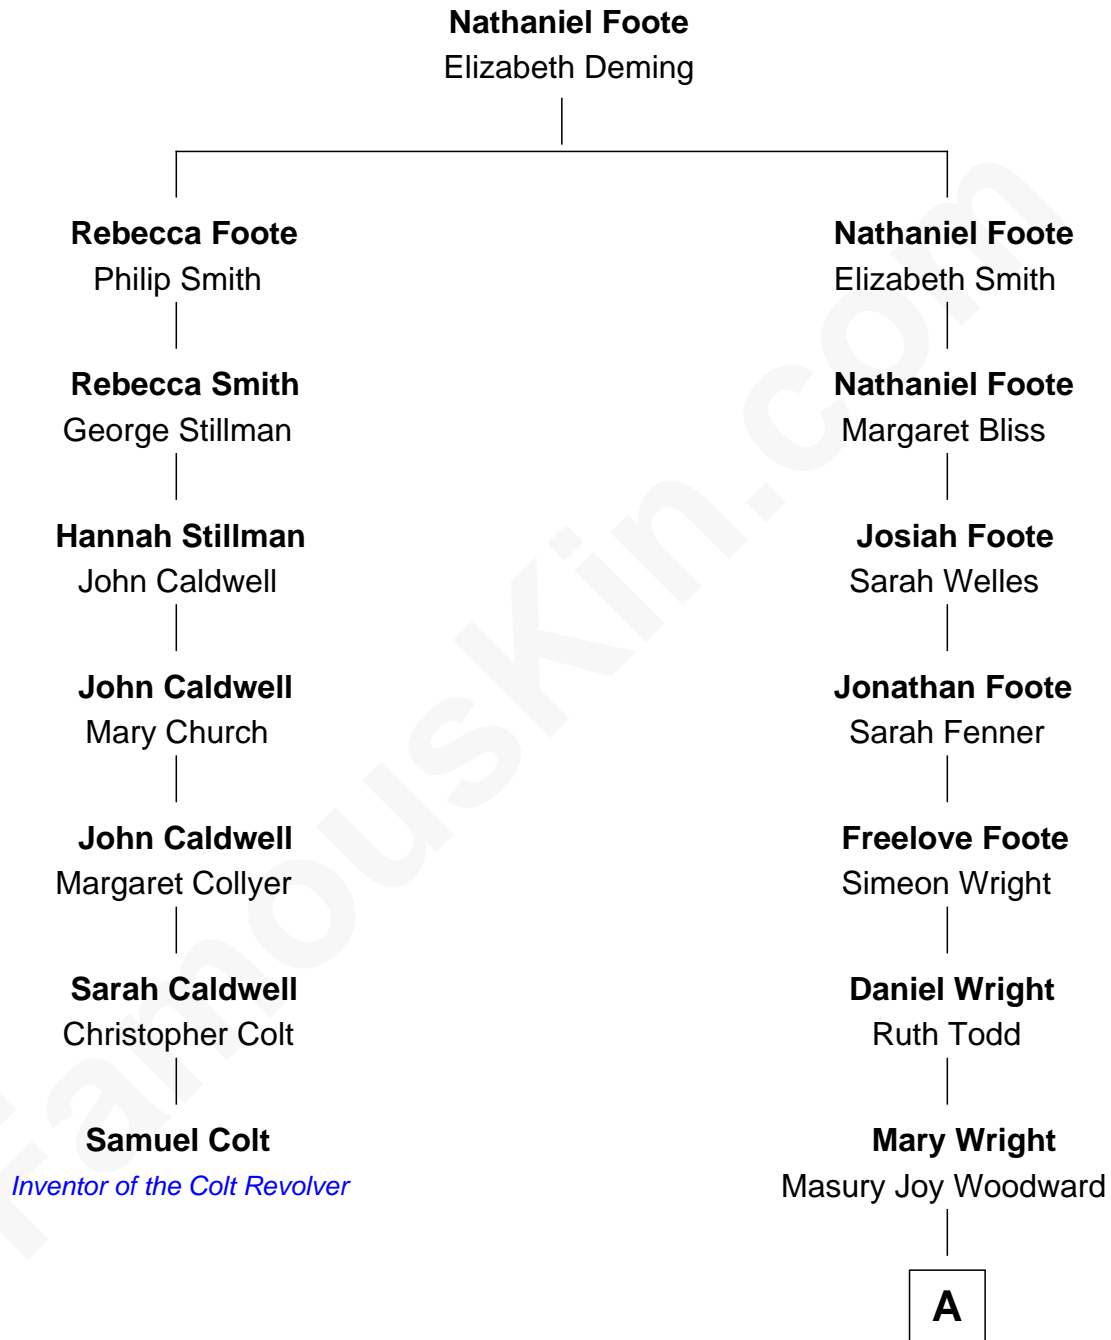 Nathaniel Foote
Elizabeth Deming
Rebecca Foote
Philip Smith
Rebecca Smith
George Stillman
Hannah Stillman
John Caldwell
John Caldwell
Mary Church
John Caldwell
Margaret Collyer
Sarah Caldwell
Christopher Colt
Samuel Colt
Inventor of the Colt Revolver
Nathaniel Foote
Elizabeth Smith
Nathaniel Foote
Margaret Bliss
Josiah Foote
Sarah Welles
Jonathan Foote
Sarah Fenner
Freelove Foote
Simeon Wright
Daniel Wright
Ruth Todd
Mary Wright
Masury Joy Woodward
A
FamousKin.com